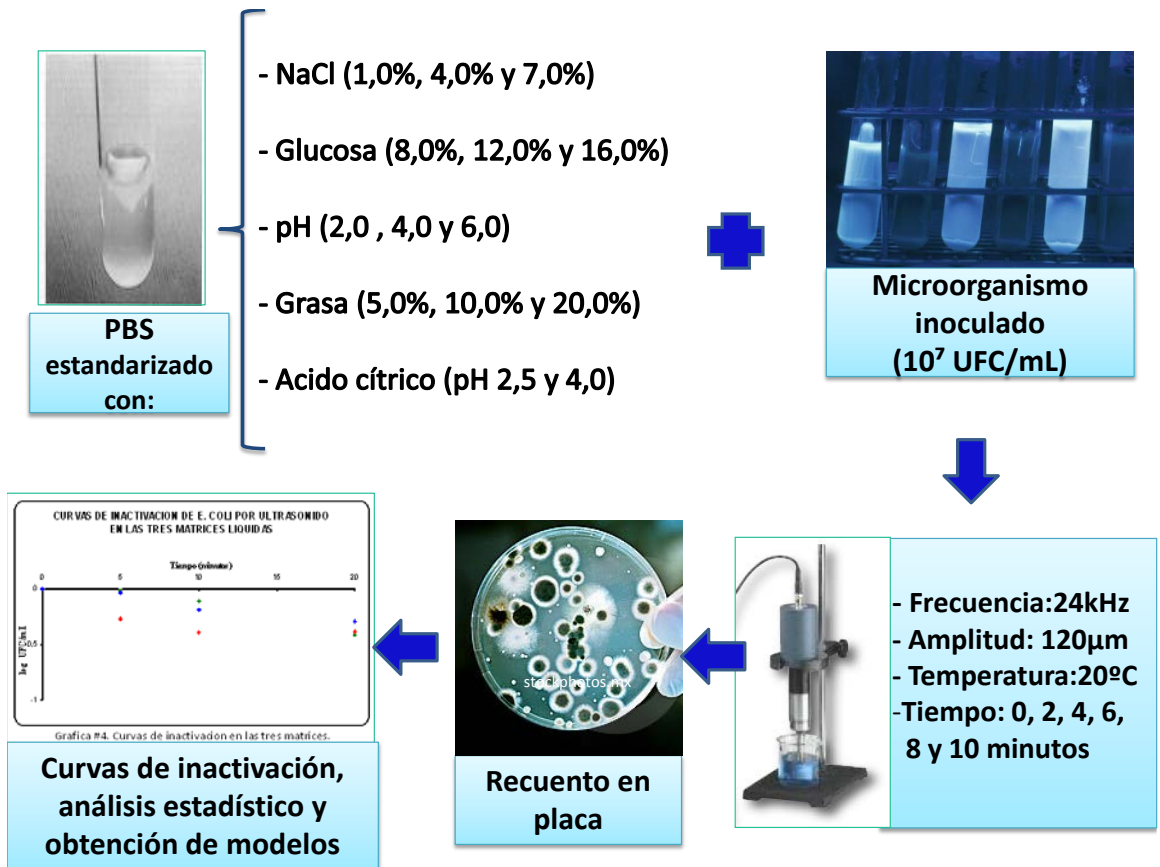 - NaCl (1,0%, 4,0% y 7,0%)
- Glucosa (8,0%, 12,0% y 16,0%)
- pH (2,0 , 4,0 y 6,0)
- Grasa (5,0%, 10,0% y 20,0%)
- Acido cítrico (pH 2,5 y 4,0)
PBS
estandarizado
con:
Microorganismo
inoculado
(10⁷ UFC/mL)
- Frecuencia:24kHz
- Amplitud: 120µm
- Temperatura:20ºC
-Tiempo: 0, 2, 4, 6,
8 y 10 minutos
stockphotos.mx
Recuento en
placa
CURVAS DE INACTIVACION DE E. COLI POR ULTRASONIDO
EN LAS TRES MATRICES LIQUIDAS
Tiempo (minutos)
0 5 10 15 20
0
-0.5
-1
log UFC/ml
Grafica #4. Curvas de inactivacion en las tres matrices.
Curvas de inactivación,
análisis estadístico y
obtención de modelos